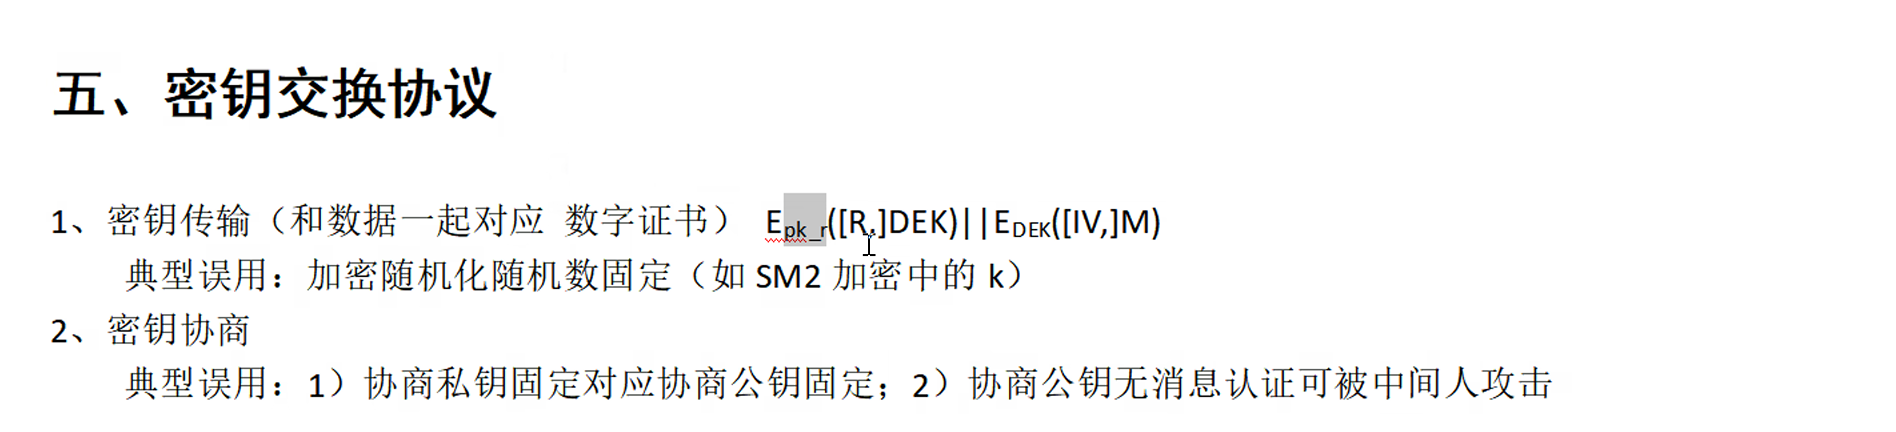 五、密钥交换协议
1、密钥传输（和数据一起对应 数字证书） Epk_r([R,]DEK)||EDEK([IV,]M)
典型误用：加密随机化随机数固定（如 SM2 加密中的 k）
2、密钥协商
典型误用：1）协商私钥固定对应协商公钥固定；2）协商公钥无消息认证可被中间人攻击